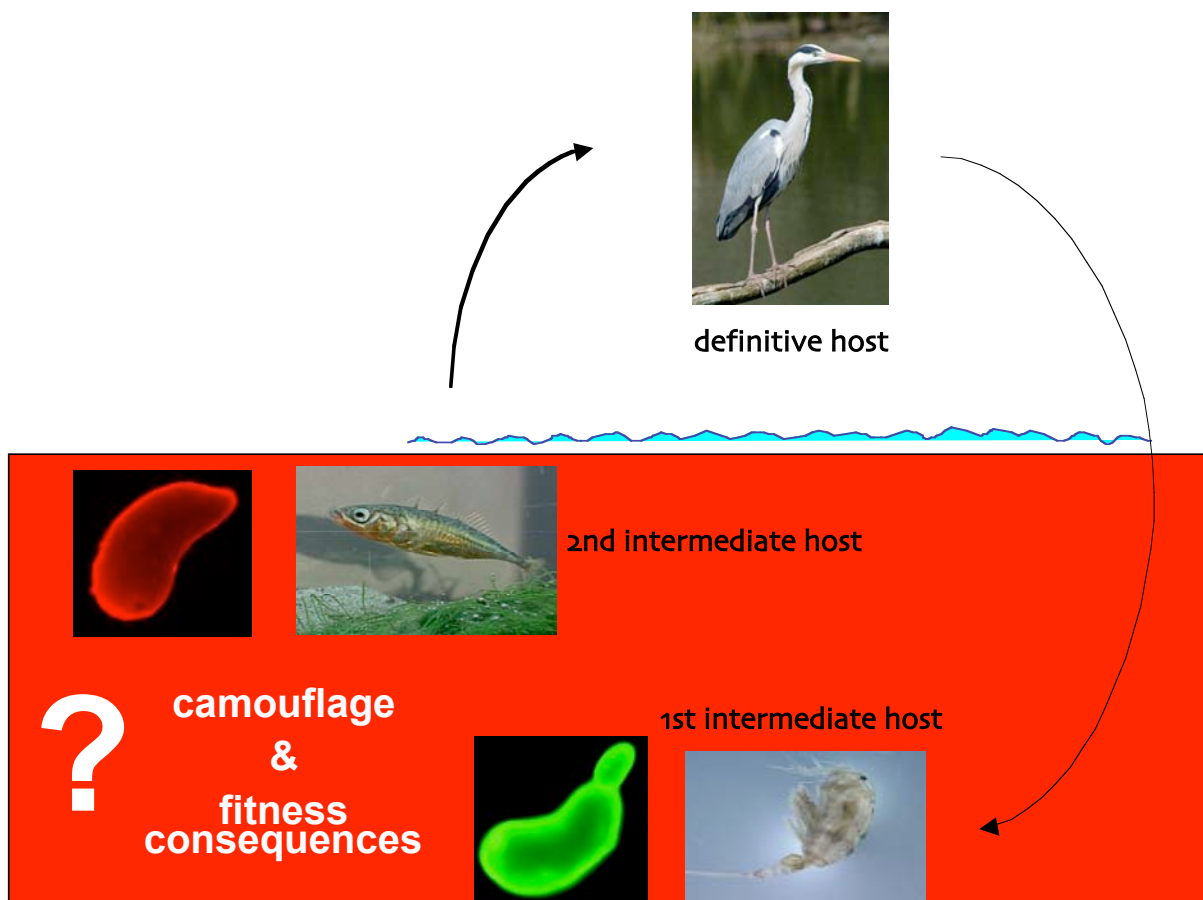 definitive host
2nd intermediate host
?
camouflage
&
fitness
consequences
1st intermediate host